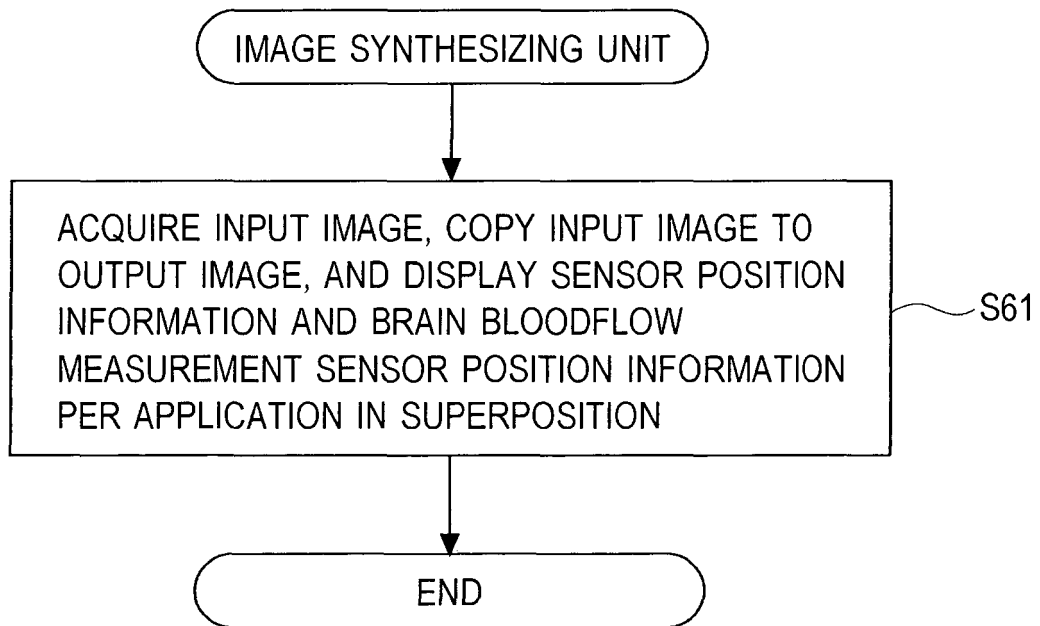 IMAGE SYNTHESIZING UNIT
ACQUIRE INPUT IMAGE, COPY INPUT IMAGE TO
OUTPUT IMAGE, AND DISPLAY SENSOR POSITION
INFORMATION AND BRAIN BLOODFLOW
MEASUREMENT SENSOR POSITION INFORMATION
PER APPLICATION IN SUPERPOSITION
S61
END